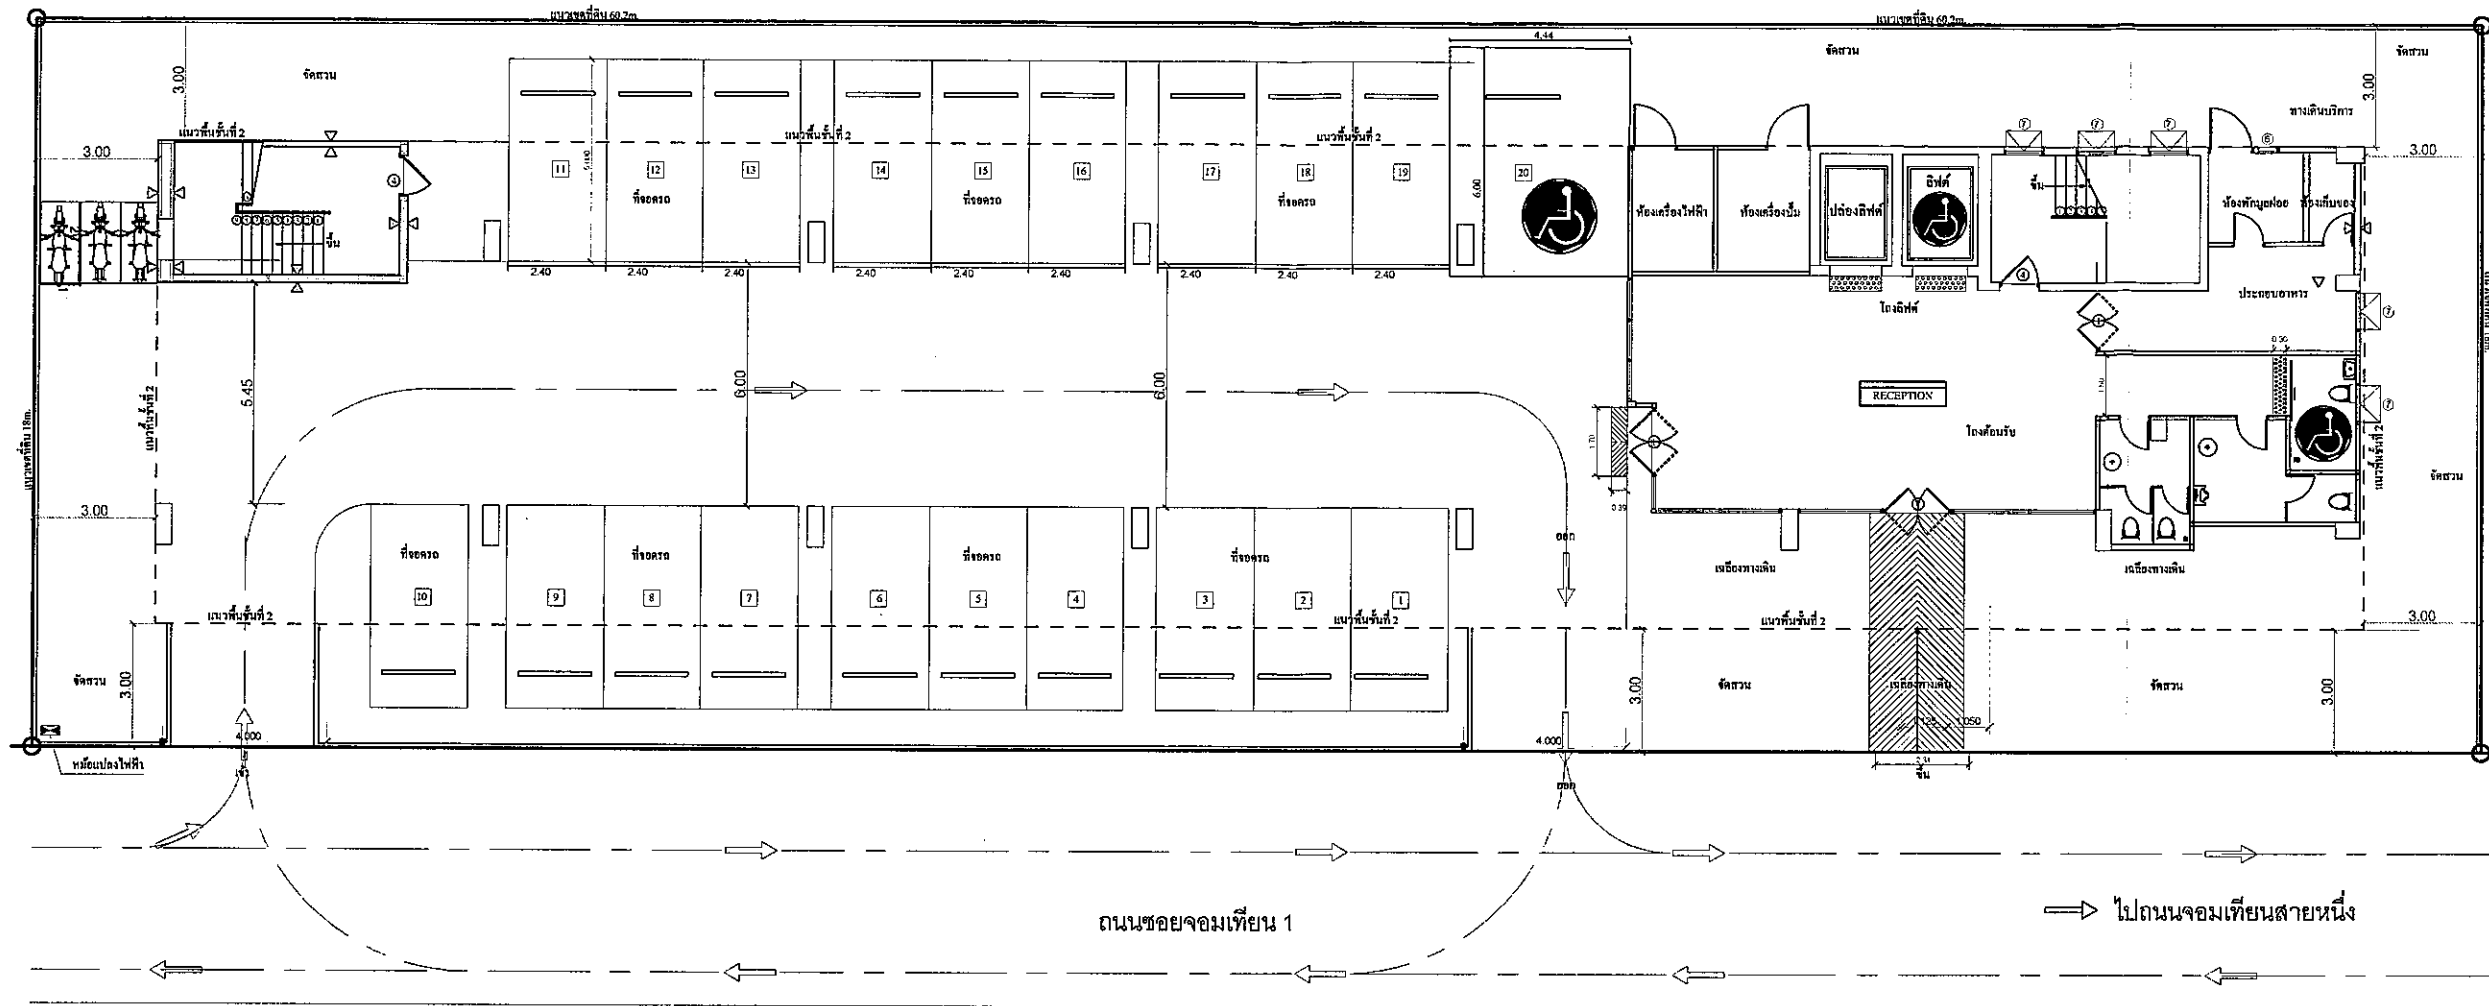 แนวเขตที่ดิน 60.2m.
แนวเขตที่ดิน 60.2m.
4.44
จัดสวน
จัดสวน
จัดสวน
3.00
3.00
ทางเดินบริการ
แนวพื้นชั้นที่ 2
แนวพื้นชั้นที่ 2
แนวพื้นชั้นที่ 2
7
7
7
6
3.00
3.00
4
11
12
13
14
15
16
17
18
19
20
ที่จอดรถ
ที่จอดรถ
ที่จอดรถ
6.00
ลิฟต์
ขึ้น
ห้องเครื่องไฟฟ้า
ห้องเครื่องปั๊ม
ปล่องลิฟต์
ห้องพักมูลฝอย
ห้องเก็บของ
ขึ้น
2.40
2.40
2.40
2.40
2.40
2.40
2.40
2.40
2.40
4
ประกอบอาหาร
โถงลิฟต์
7
0.30
5.45
6.00
6.00
แนวพื้นชั้นที่ 2
แนวเขตที่ดิน 18m.
RECEPTION
โถงต้อนรับ
1.70
7
แนวพื้นชั้นที่ 2
จัดสวน
3.00
0.39
ออก
ที่จอดรถ
ที่จอดรถ
ที่จอดรถ
ที่จอดรถ
เฉลียงทางเดิน
เฉลียงทางเดิน
10
9
8
7
6
5
4
3
2
1
แนวพื้นชั้นที่ 2
แนวพื้นชั้นที่ 2
แนวพื้นชั้นที่ 2
3.00
จัดสวน
3.00
3.00
จัดสวน
เฉลียงทางเดิน
จัดสวน
3.00
1.050
4.000
4.000
หม้อแปลงไฟฟ้า
เข้า
ออก
ขึ้น
ถนนซอยจอมเทียน 1
ไปถนนจอมเทียนสายหนึ่ง